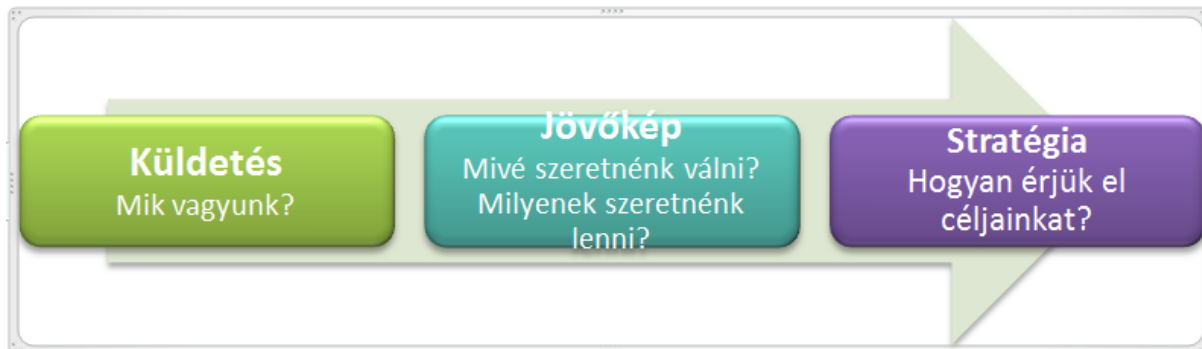 Küldetés
Mik vagyunk?
Jövőkép
Mivé szeretnénk válni?
Milyenek szeretnénk
lenni?
Stratégia
Hogyan érjük el
céljainkat?